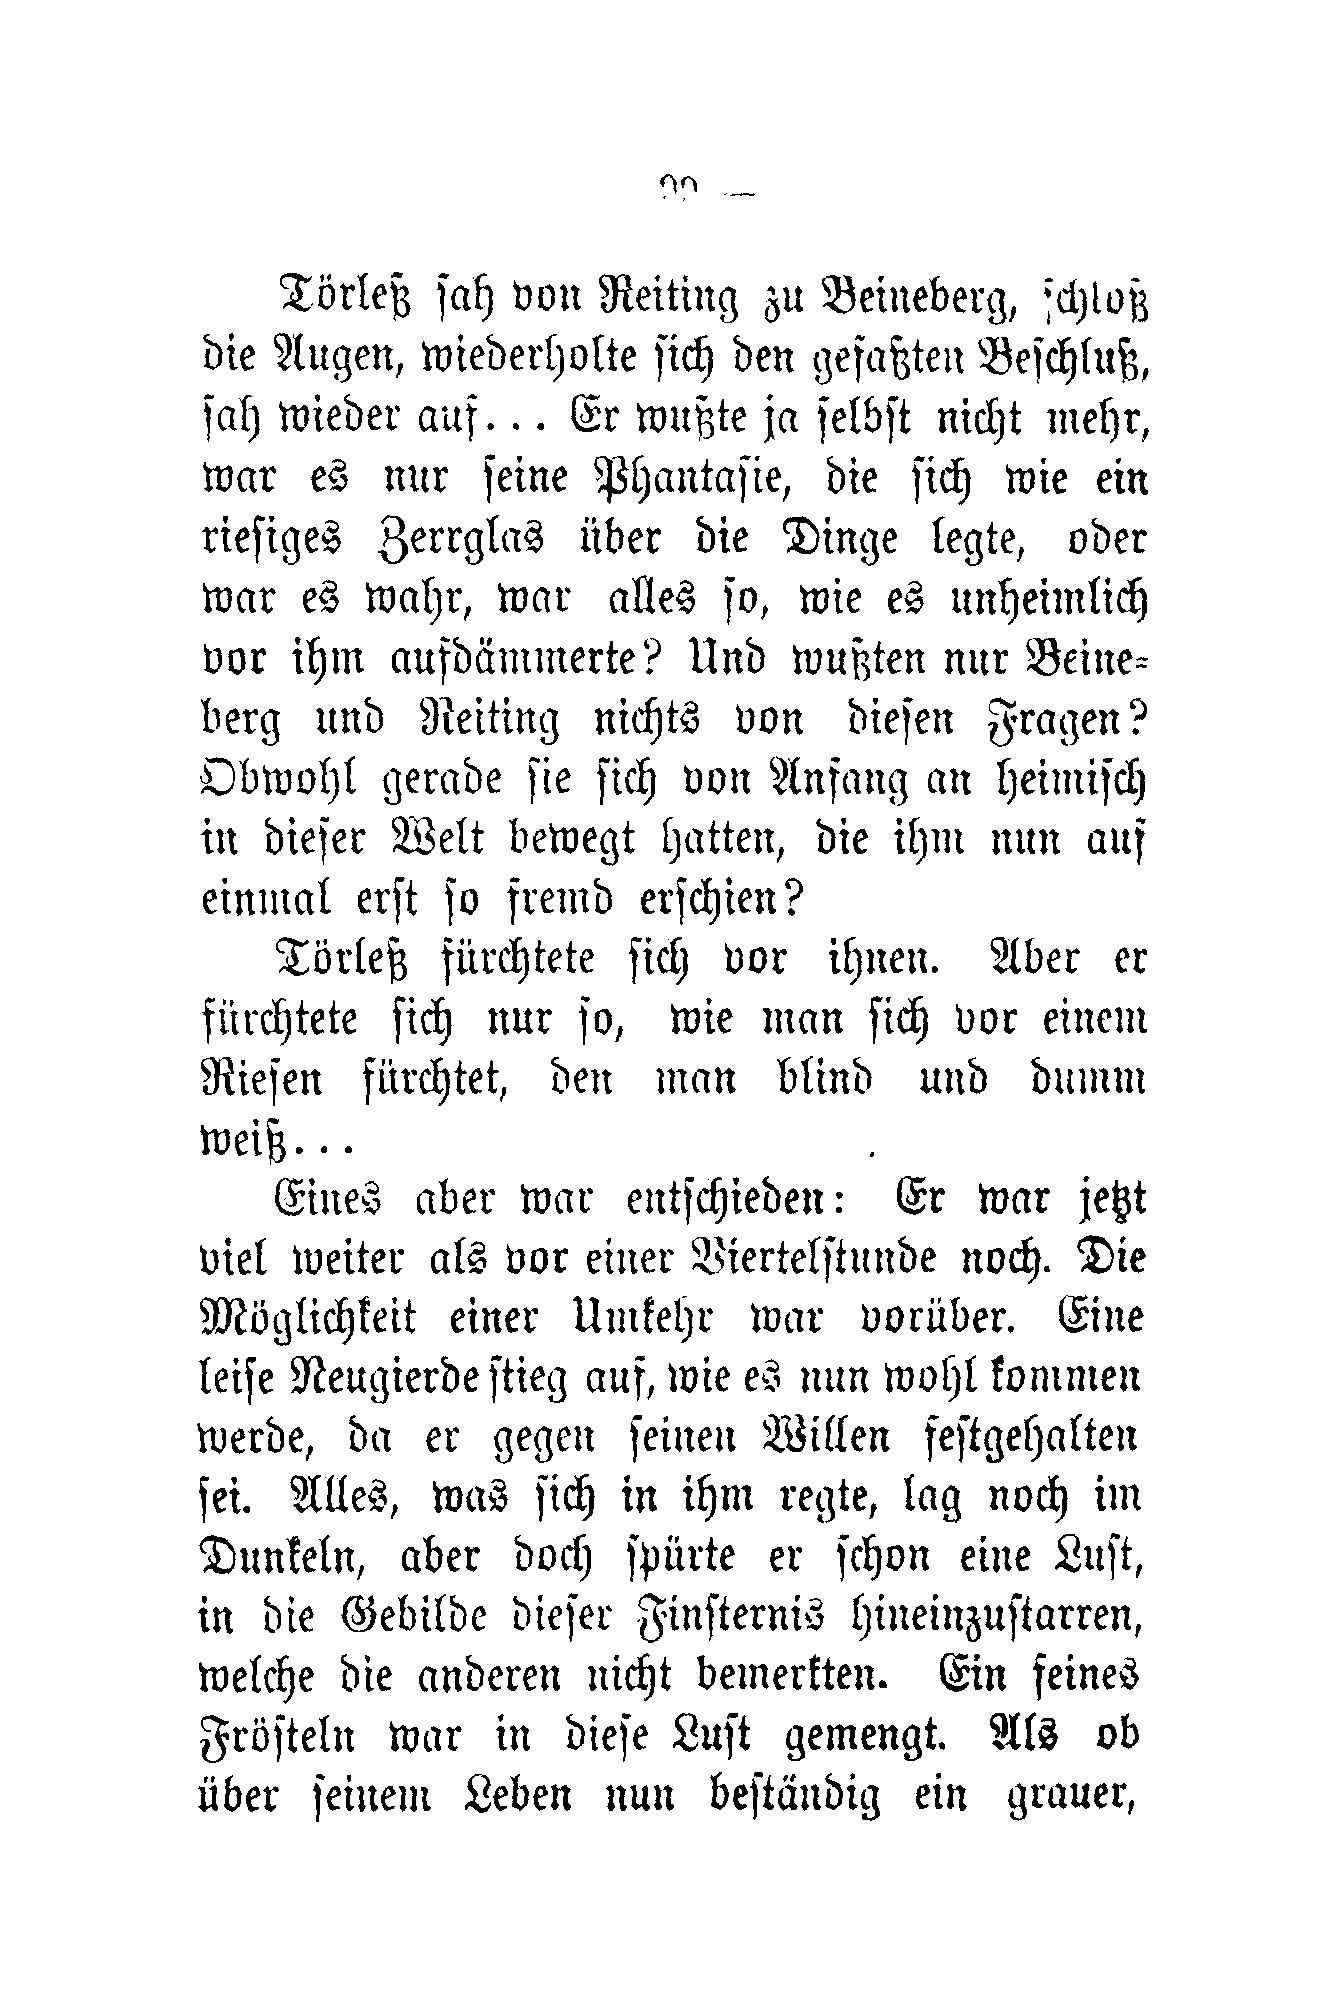 Törleß sah von Reiting zu Beineberg, schloß
die Augen, wiederholte sich den gefaßten Beschluß,
sah wieder auf... Er wußte ja selbst nicht mehr,
war es nur seine Phantasie, die sich wie ein
riesiges Zerrglas über die Dinge legte, oder
war es wahr, war alles so, wie es unheimlich
vor ihm aufdämmerte? Und wußten nur Beine-
berg und Reiting nichts von diesen Fragen?
Obwohl gerade sie sich von Anfang an heimisch
in dieser Welt bewegt hatten, die ihm nun auf
einmal erst so fremd erschien?
Törleß fürchtete sich vor ihnen. Aber er
fürchtete sich nur so, wie man sich vor einem
Riesen fürchtet, den man blind und dumm
weiß...
Eines aber war entschieden: Er war jetzt
viel weiter als vor einer Viertelstunde noch. Die
Möglichkeit einer Umkehr war vorüber. Eine
leise Neugierde stieg auf, wie es nun wohl kommen
werde, da er gegen seinen Willen festgehalten
sei. Alles, was sich in ihm regte, lag noch im
Dunkeln, aber doch spürte er schon eine Lust,
in die Gebilde dieser Finsternis hineinzustarren,
welche die anderen nicht bemerkten. Ein feines
Frösteln war in diese Lust gemengt. Als ob
über seinem Leben nun beständig ein grauer,